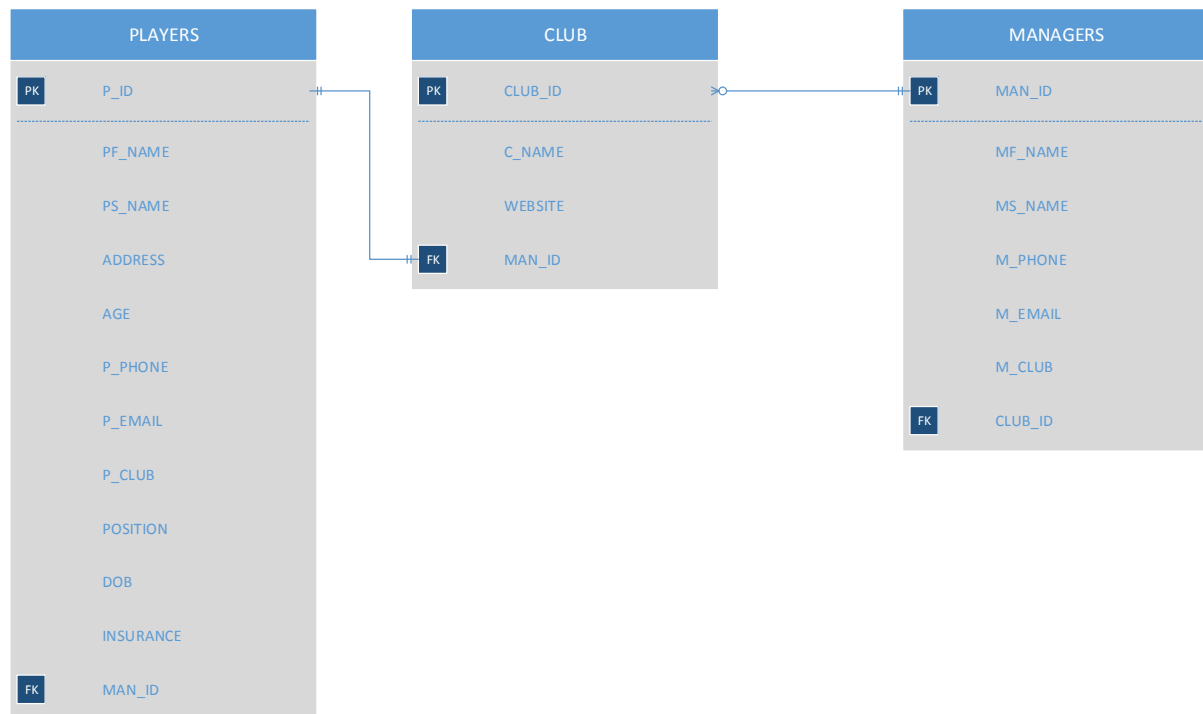 PLAYERS
PK P_ID
PF_NAME
PS_NAME
ADDRESS
AGE
P_PHONE
P_EMAIL
P_CLUB
POSITION
DOB
INSURANCE
FK MAN_ID
CLUB
PK CLUB_ID
C_NAME
WEBSITE
FK MAN_ID
MANAGERS
PK MAN_ID
MF_NAME
MS_NAME
M_PHONE
M_EMAIL
M_CLUB
FK CLUB_ID